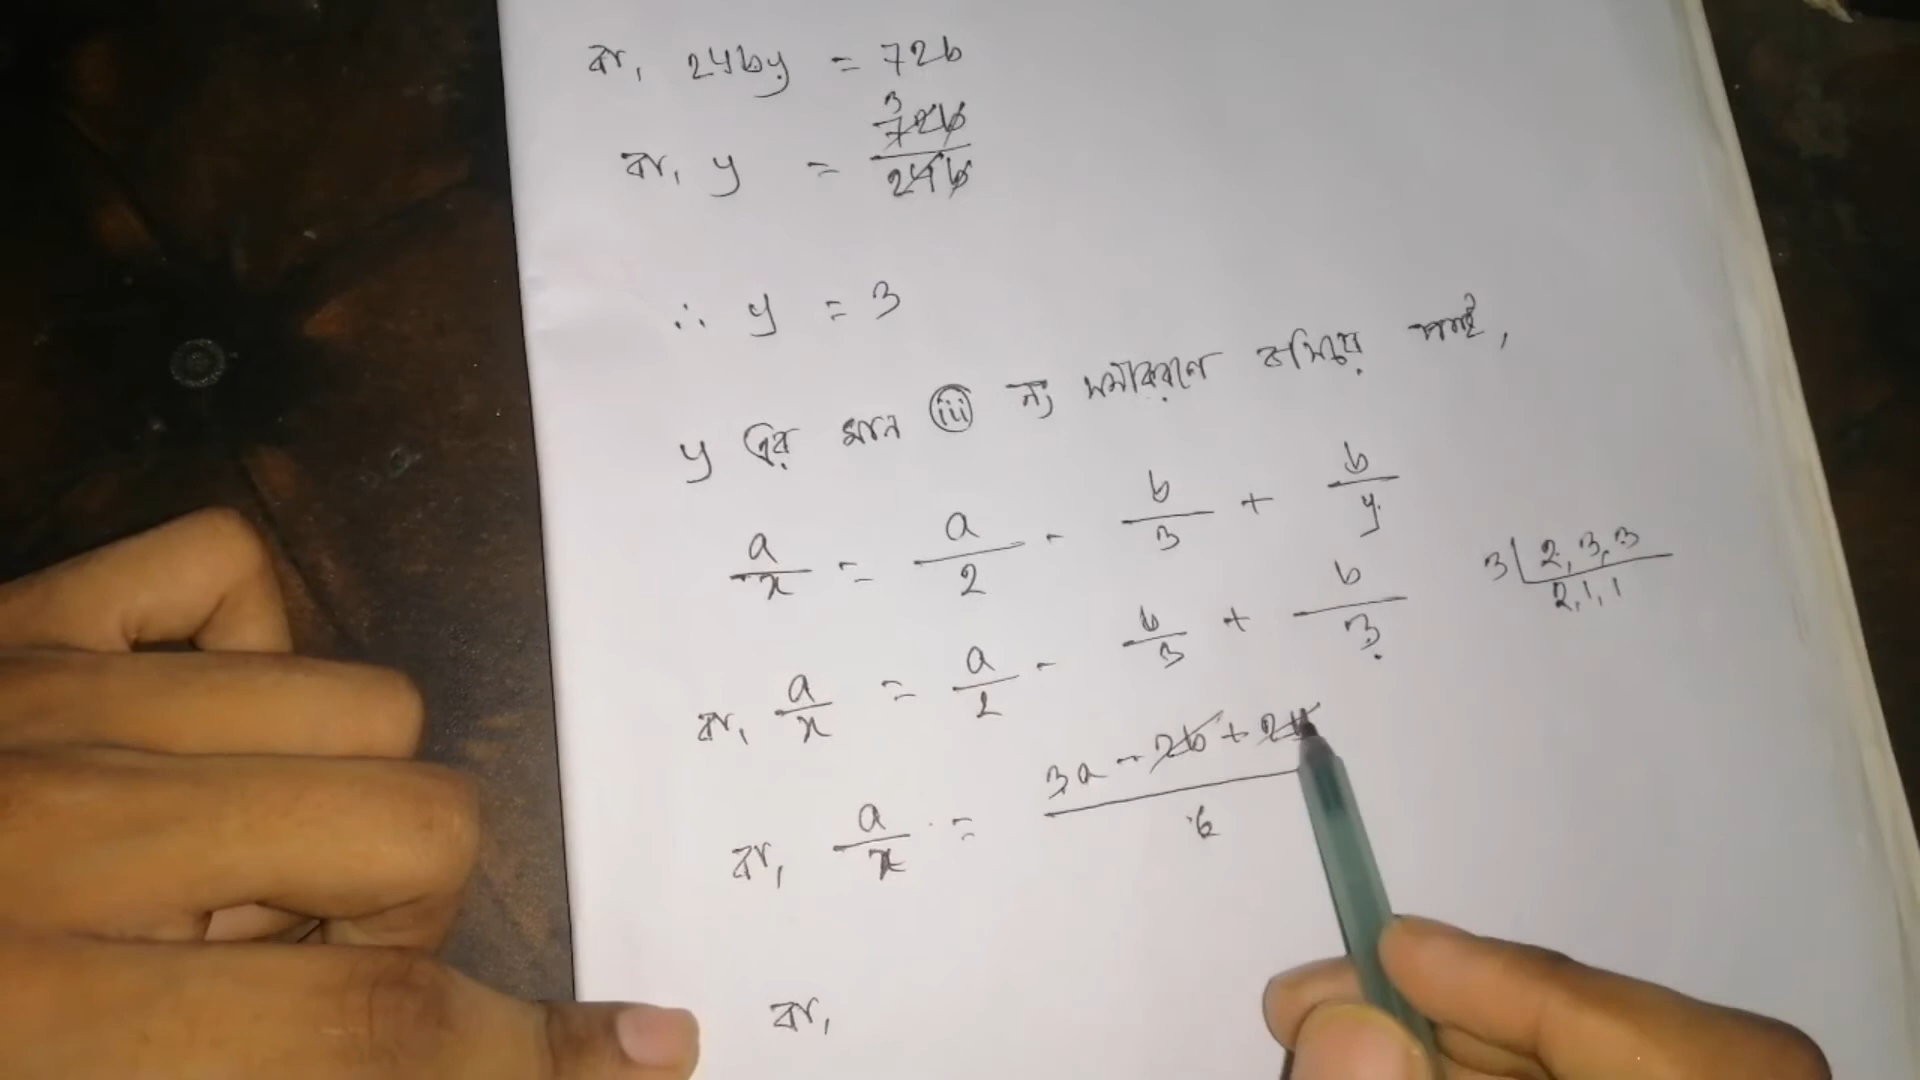 বা, 24by = 72b
বা, y = 3 72b / 24b
∴ y = 3
y এর মান (iii) নং সমীকরণে বসিয়ে পাই,
a/x = a/2 - b/3 + b/y
বা, a/x = a/2 - b/3 + b/3
3 | 2, 3, 3
2, 1, 1
বা, a/x = 3a - 2b + 2b / 6
বা,